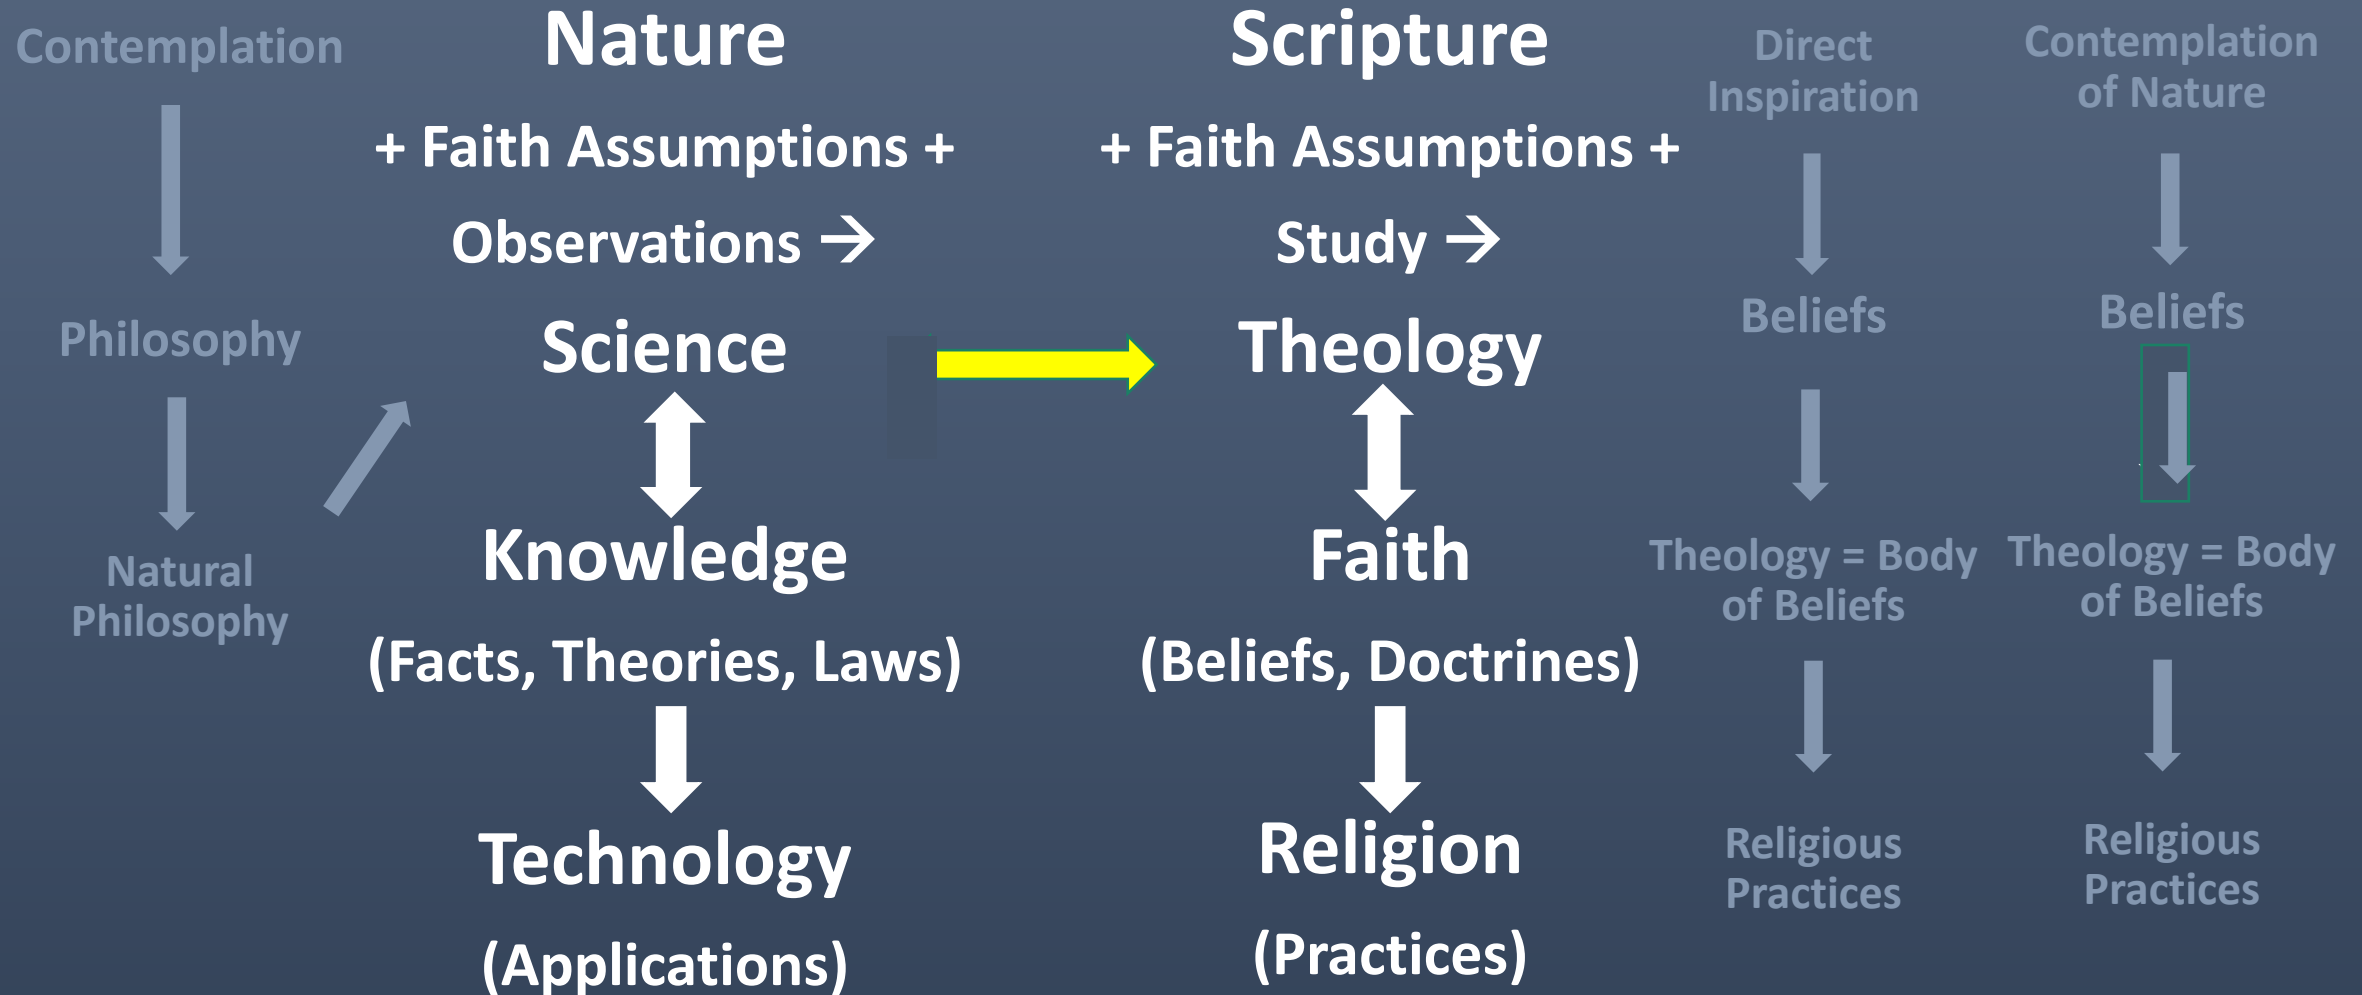 Contemplation
Philosophy
Natural
Philosophy
Nature
+ Faith Assumptions +
Observations →
Science
Knowledge
(Facts, Theories, Laws)
Technology
(Applications)
Scripture
+ Faith Assumptions +
Study →
Theology
Faith
(Beliefs, Doctrines)
Religion
(Practices)
Direct
Inspiration
Beliefs
Theology = Body
of Beliefs
Religious
Practices
Contemplation
of Nature
Beliefs
Theology = Body
of Beliefs
Religious
Practices